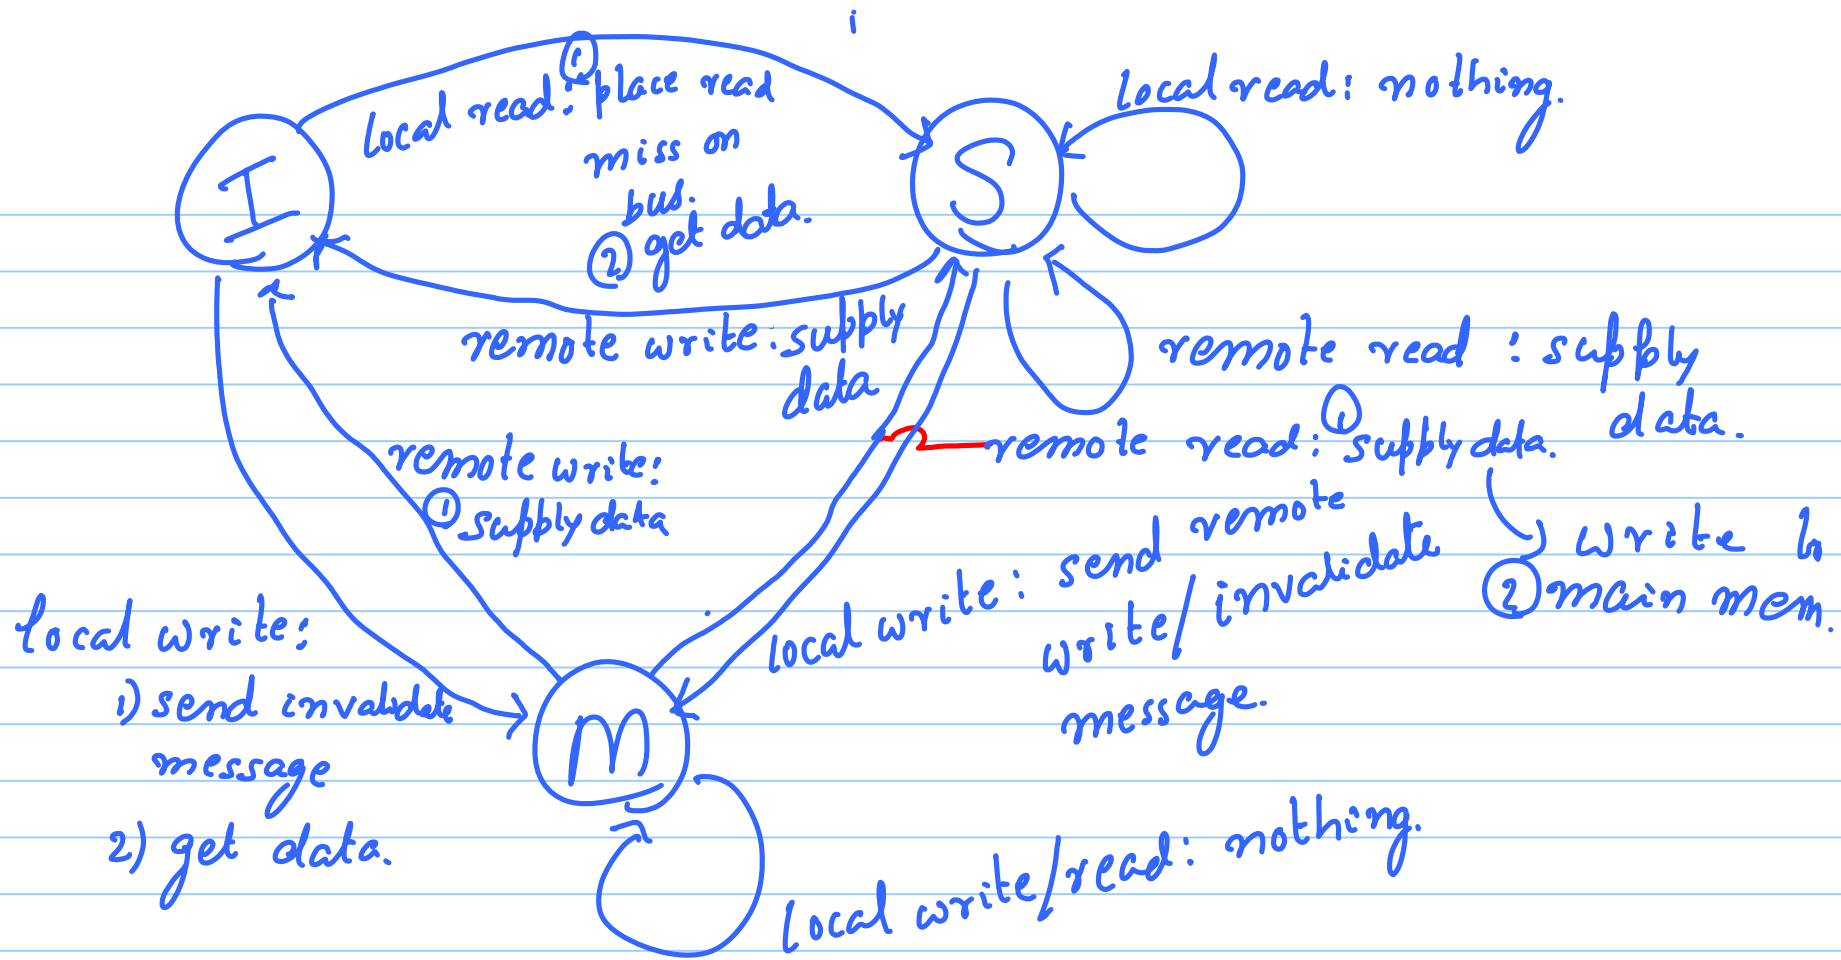 i
①
local read: place read
miss on
bus.
② get data.
I
S
local read: nothing.
remote write: supply
data
remote read: supply
data.
remote read: ① supply data.
write to
② main mem.
remote write:
① supply data
local write: send remote
write/invalidate
message.
local write:
1) send invalidate
message
2) get data.
M
local write/read: nothing.